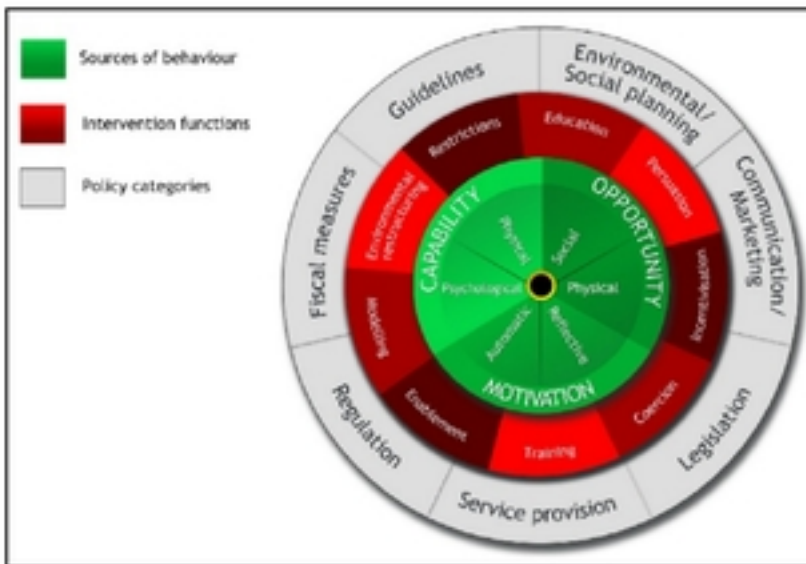 Sources of behaviour
Intervention functions
Policy categories
Guidelines
Environmental/
Social planning
Communication/
Marketing
Legislation
Service provision
Regulation
Fiscal measures
Restrictions
Education
Persuasion
Incentivisation
Coercion
Training
Enablement
Modelling
Environmental
restructuring
CAPABILITY
OPPORTUNITY
MOTIVATION
Physical
Social
Psychological
Physical
Automatic
Reflective